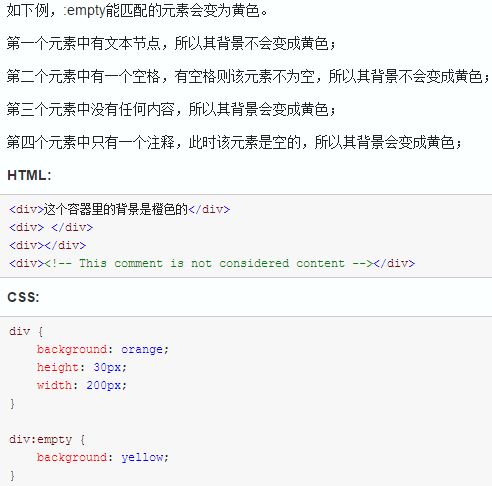 如下例，:empty能匹配的元素会变为黄色。
第一个元素中有文本节点，所以其背景不会变成黄色；
第二个元素中有一个空格，有空格则该元素不为空，所以其背景不会变成黄色；
第三个元素中没有任何内容，所以其背景会变成黄色；
第四个元素中只有一个注释，此时该元素是空的，所以其背景会变成黄色；
HTML:
<div>这个容器里的背景是橙色的</div>
<div> </div>
<div></div>
<div><!-- This comment is not considered content --></div>
CSS:
div {
    background: orange;
    height: 30px;
    width: 200px;
}
div:empty {
    background: yellow;
}